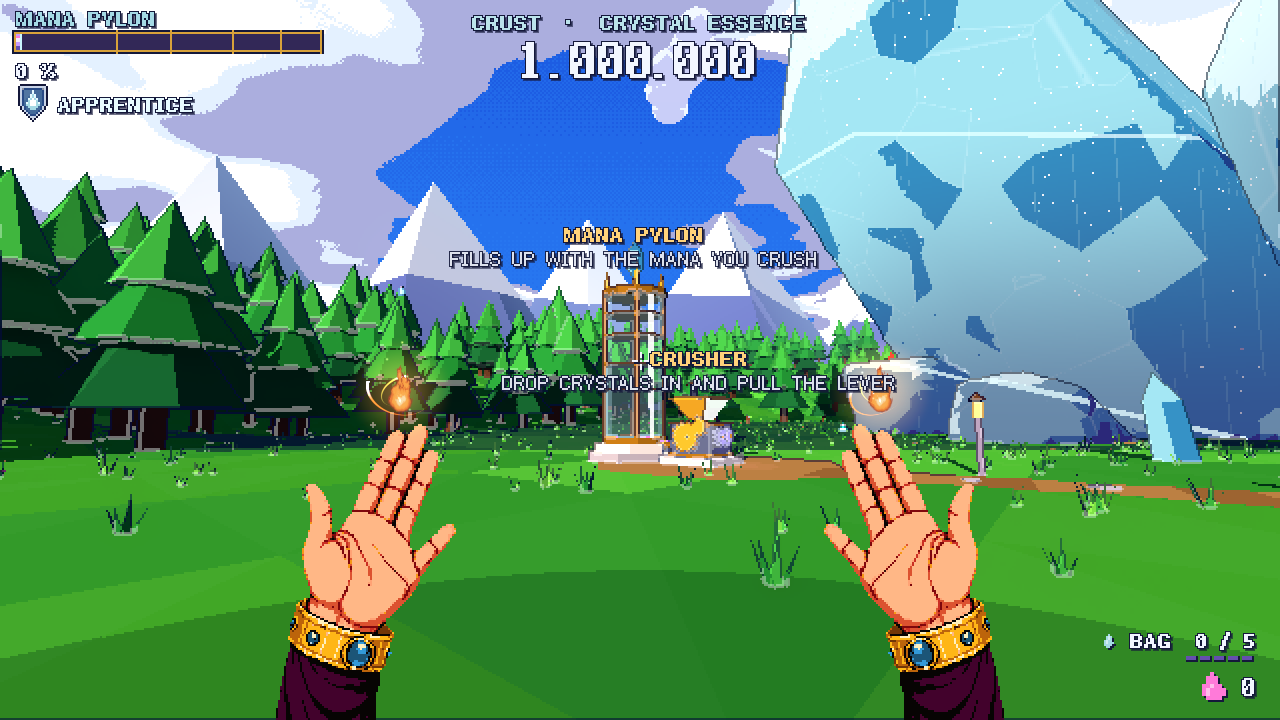 MANA PYLON
0 %
APPRENTICE
CRUST · CRYSTAL ESSENCE
1.000.000
MANA PYLON
FILLS UP WITH THE MANA YOU CRUSH
CRUSHER
DROP CRYSTALS IN AND PULL THE LEVER
BAG 0 / 5
0